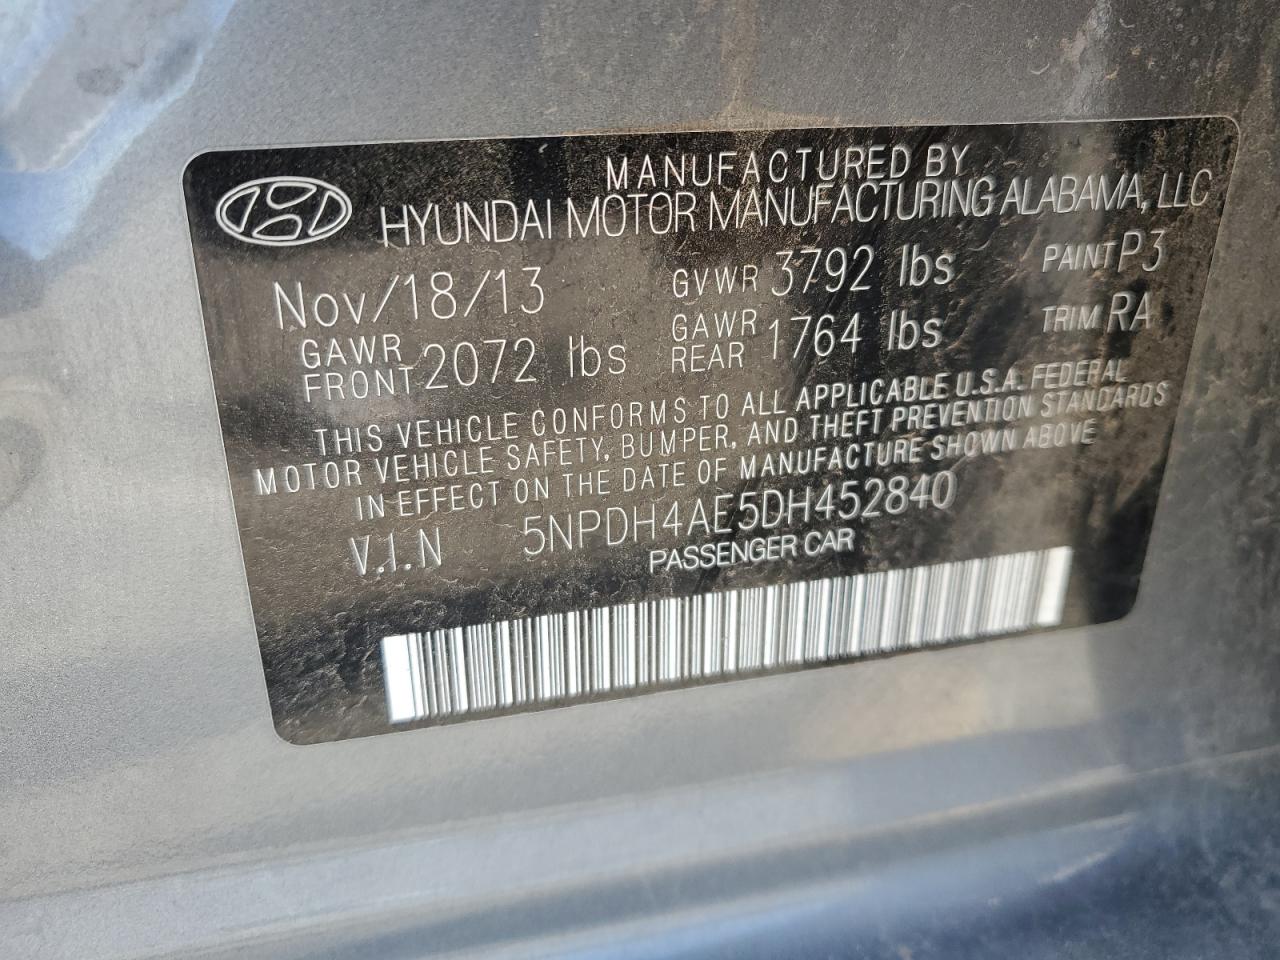 MANUFACTURED BY
HYUNDAI MOTOR MANUFACTURING ALABAMA, LLC
Nov/18/13 GVWR 3792 lbs PAINT P3
GAWR FRONT 2072 lbs GAWR REAR 1764 lbs TRIM RA
THIS VEHICLE CONFORMS TO ALL APPLICABLE U.S.A. FEDERAL
MOTOR VEHICLE SAFETY, BUMPER, AND THEFT PREVENTION STANDARDS
IN EFFECT ON THE DATE OF MANUFACTURE SHOWN ABOVE
V.I.N 5NPDH4AE5DH452840
PASSENGER CAR